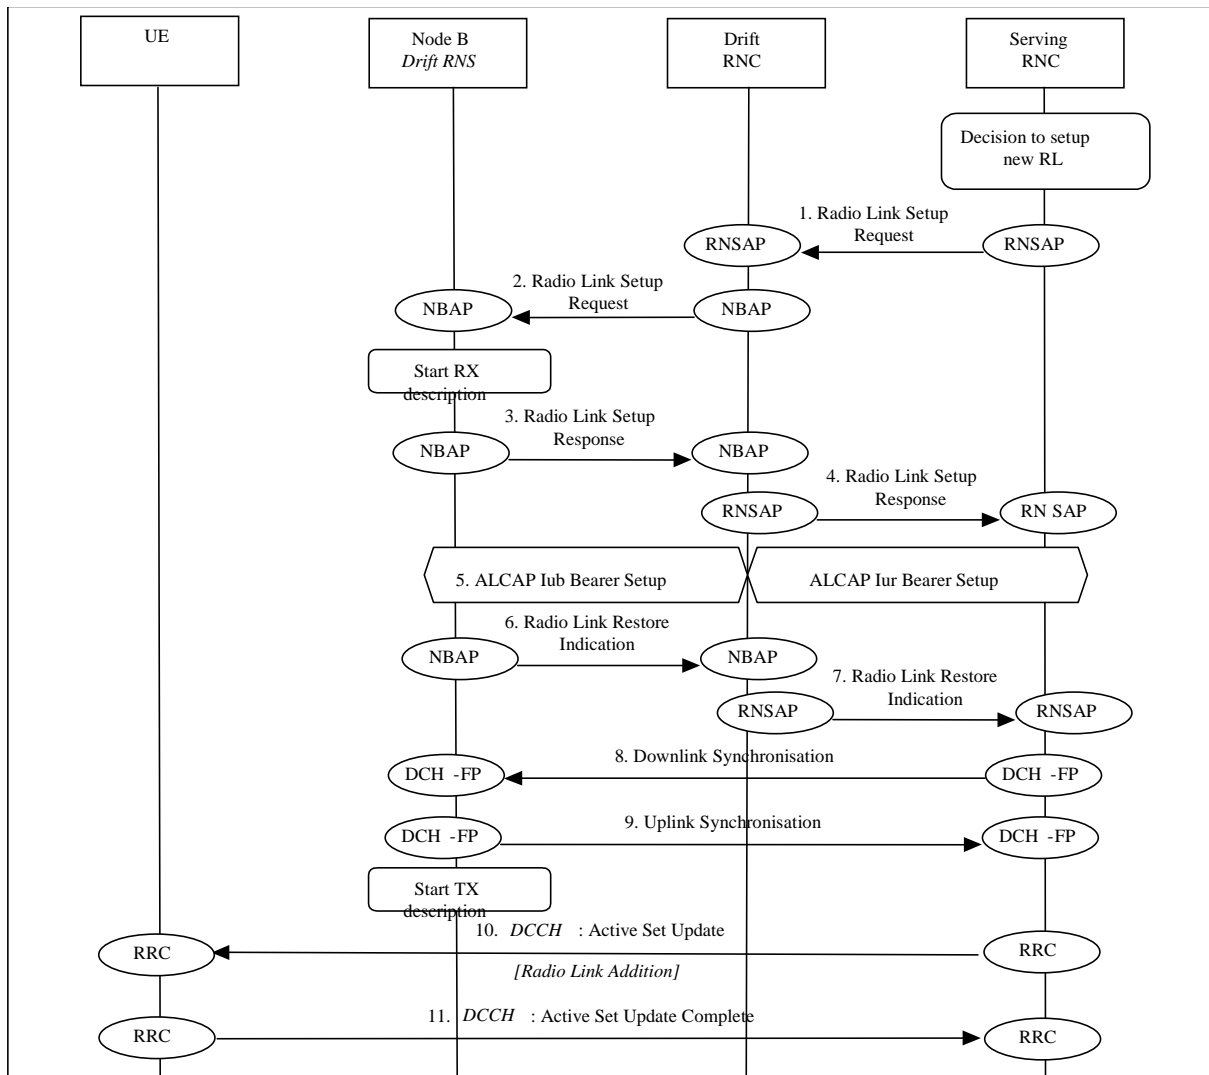 UE
Node B
Drift RNS
Drift
RNC
Serving
RNC
Decision to setup
new RL
1. Radio Link Setup
Request
RNSAP
RNSAP
2. Radio Link Setup
Request
NBAP
NBAP
Start RX
description
3. Radio Link Setup
Response
NBAP
NBAP
4. Radio Link Setup
Response
RNSAP
RN SAP
5. ALCAP Iub Bearer Setup
ALCAP Iur Bearer Setup
6. Radio Link Restore
Indication
NBAP
NBAP
7. Radio Link Restore
Indication
RNSAP
RNSAP
8. Downlink Synchronisation
DCH -FP
DCH -FP
9. Uplink Synchronisation
DCH -FP
DCH -FP
Start TX
description
10. DCCH : Active Set Update
RRC
RRC
[Radio Link Addition]
11. DCCH : Active Set Update Complete
RRC
RRC